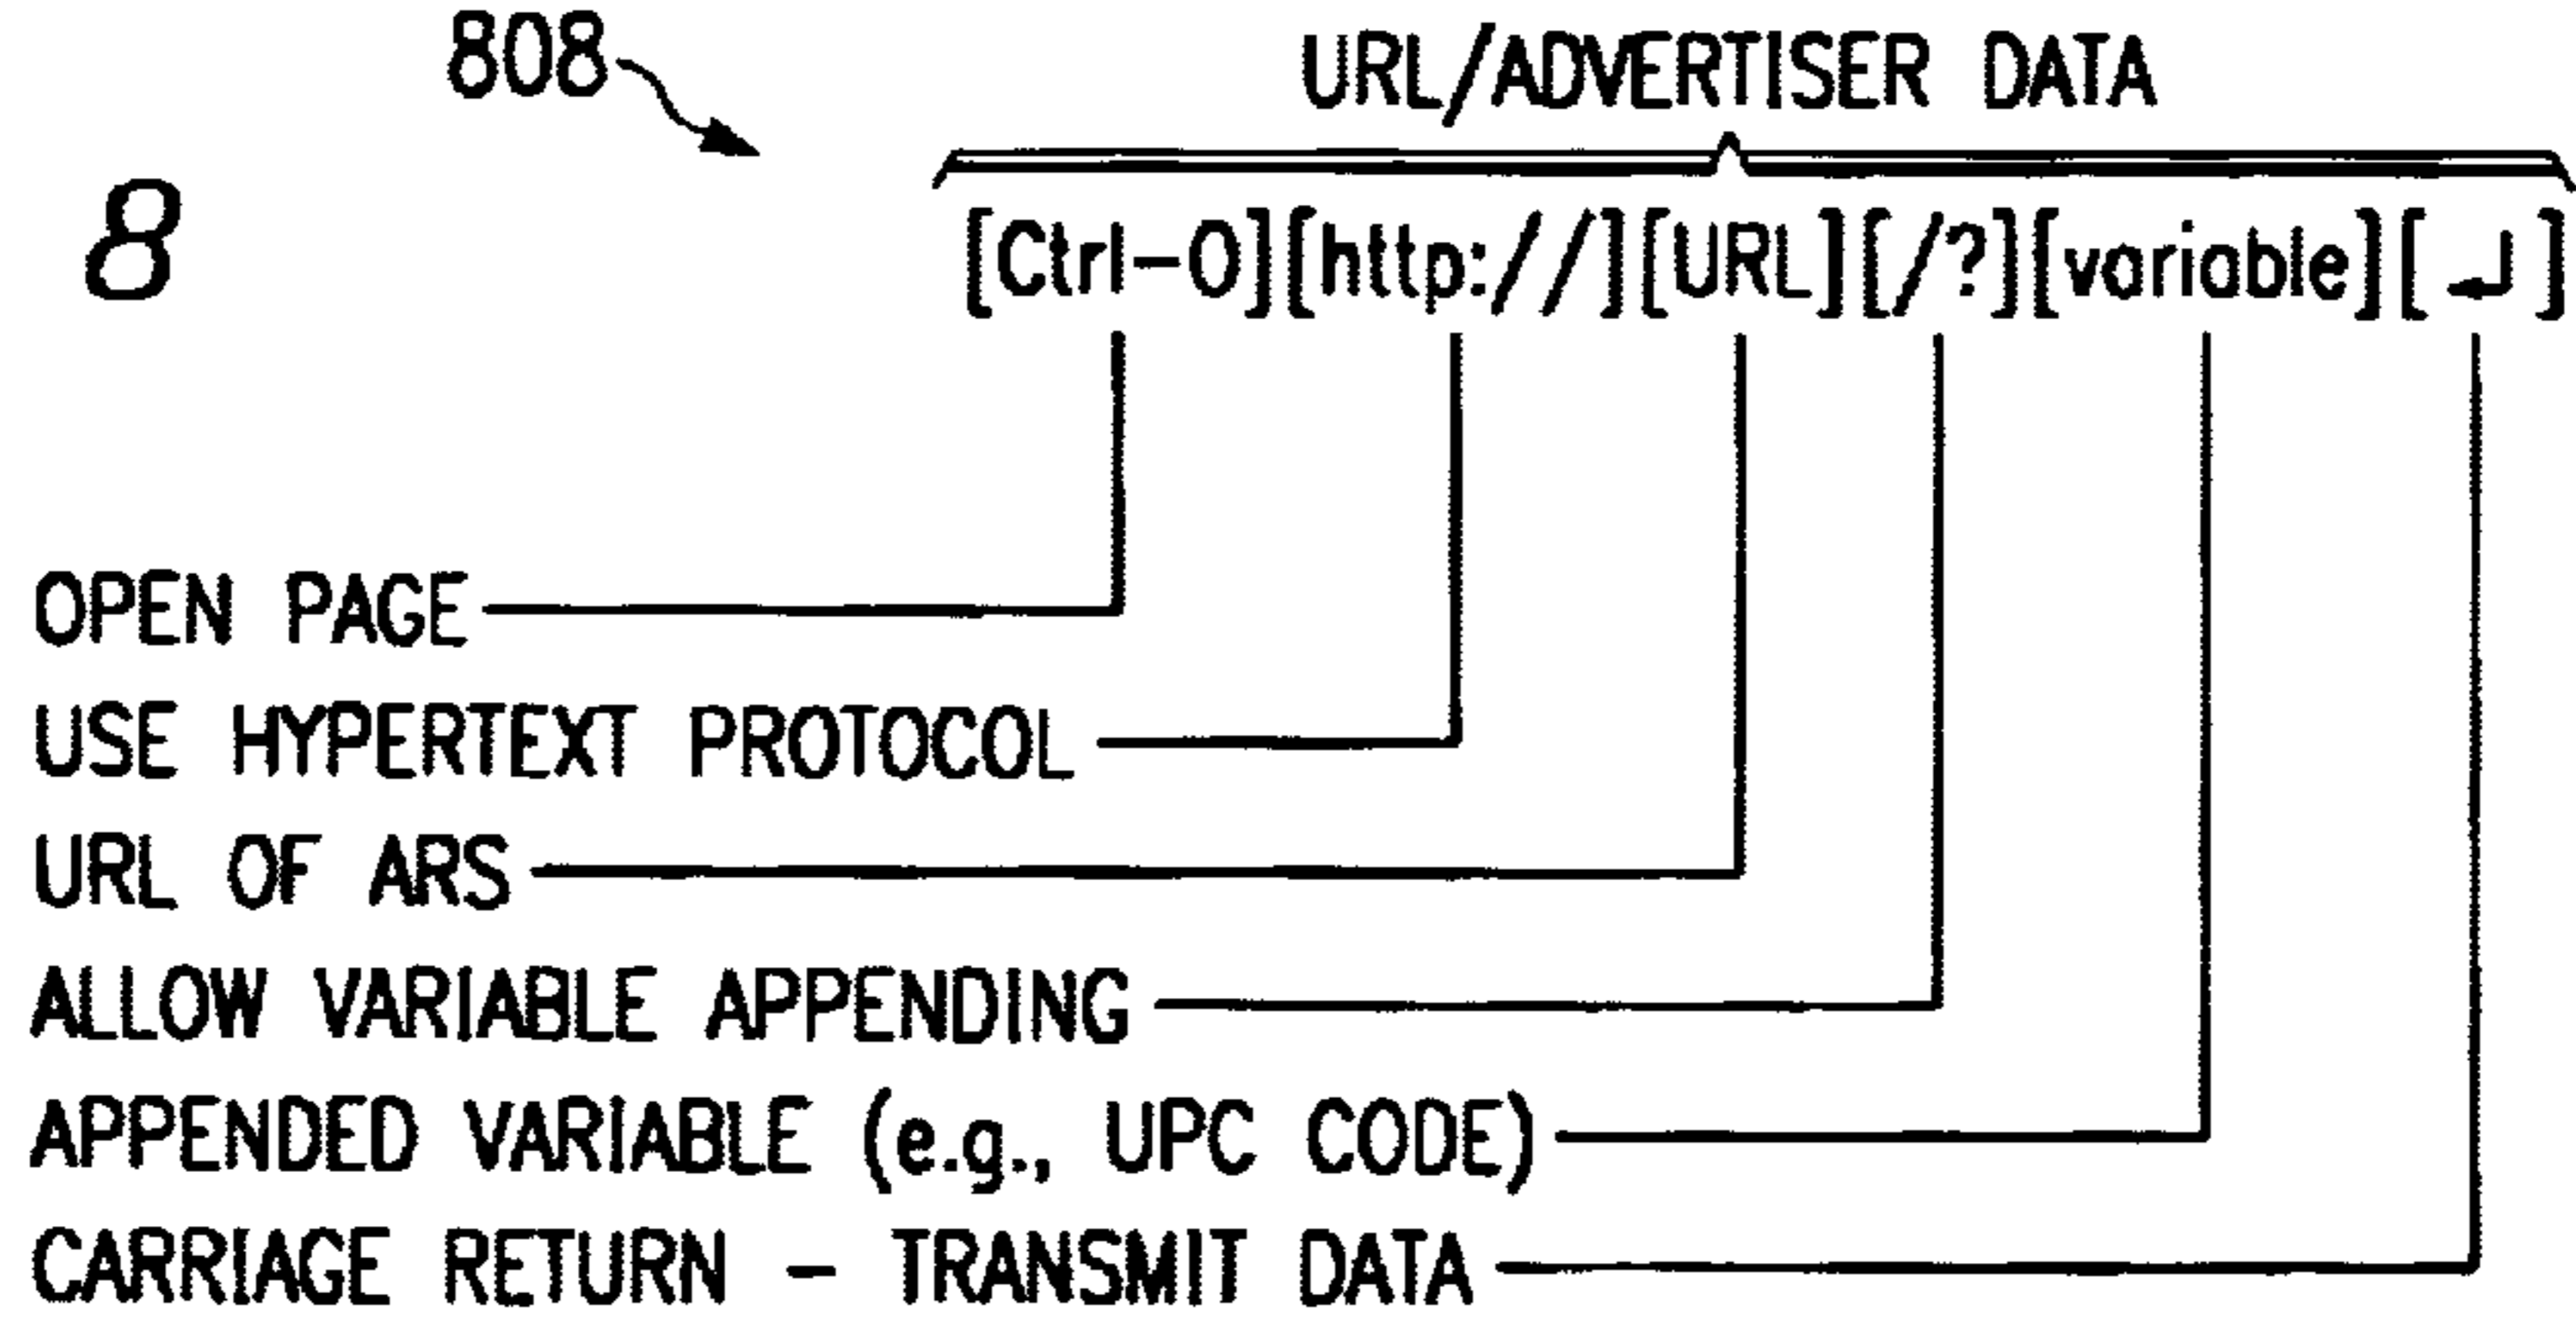 808
URL/ADVERTISER DATA
8
[Ctrl-O][http://][URL][/?][variable][↵]
OPEN PAGE
USE HYPERTEXT PROTOCOL
URL OF ARS
ALLOW VARIABLE APPENDING
APPENDED VARIABLE (e.g., UPC CODE)
CARRIAGE RETURN - TRANSMIT DATA